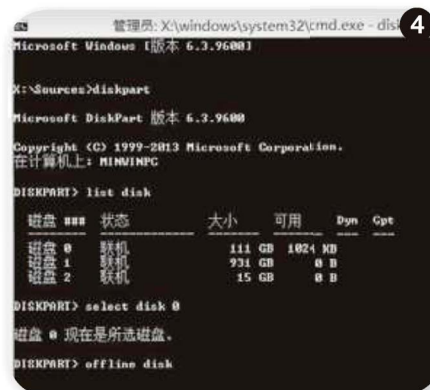 管理员: X:\windows\system32\cmd.exe - disk
4
Microsoft Windows [版本 6.3.9600]
X:\Sources>diskpart
Microsoft DiskPart 版本 6.3.9600
Copyright (C) 1999-2013 Microsoft Corporation.
在计算机上: MINWINPC
DISKPART> list disk
磁盘 ### 状态 大小 可用 Dyn Gpt
磁盘 0 联机 111 GB 1024 KB
磁盘 1 联机 931 GB 0 B
磁盘 2 联机 15 GB 0 B
DISKPART> select disk 0
磁盘 0 现在是所选磁盘。
DISKPART> offline disk